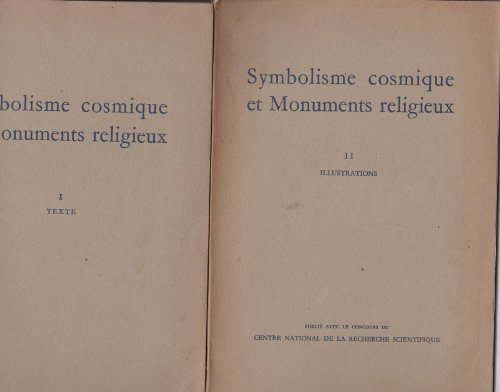 bolisme cosmique
onuments religieux
I
TEXTE
Symbolisme cosmique
et Monuments religieux
II
ILLUSTRATIONS
PUBLIÉ AVEC LE CONCOURS DU
CENTRE NATIONAL DE LA RECHERCHE SCIENTIFIQUE